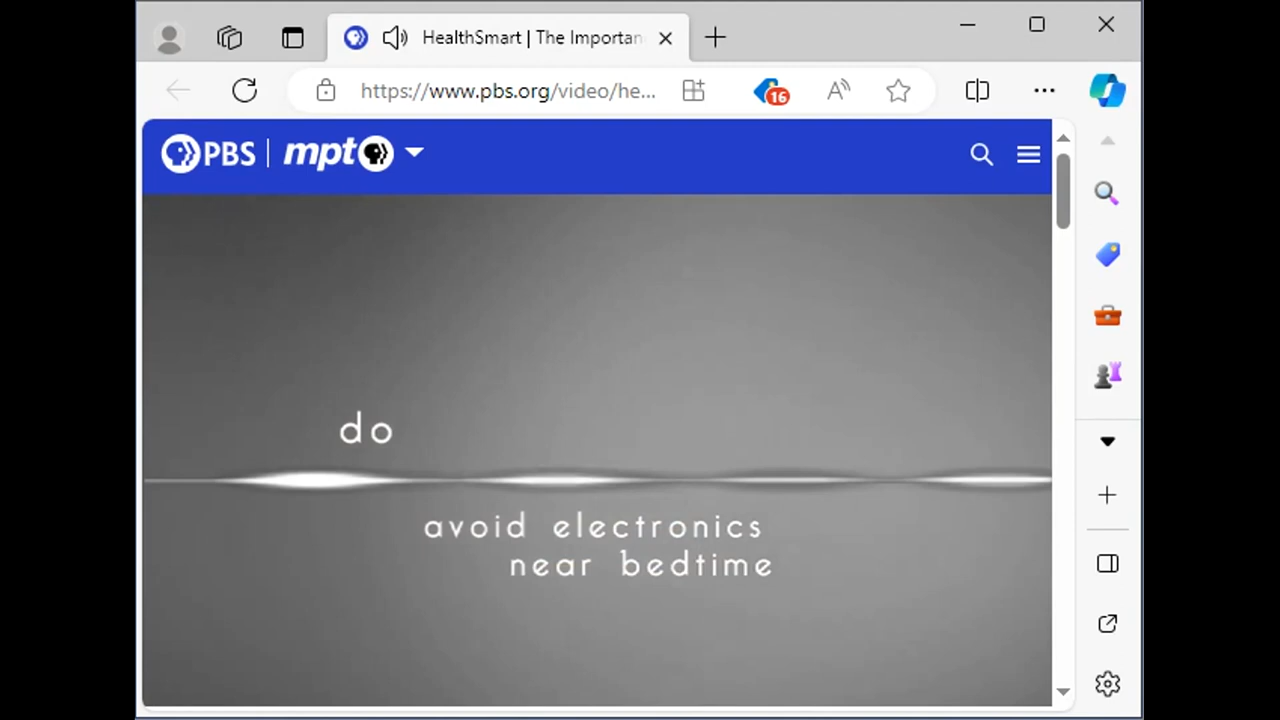 HealthSmart | The Importan
https://www.pbs.org/video/he...
16
PBS | mpt
do
avoid electronics
near bedtime